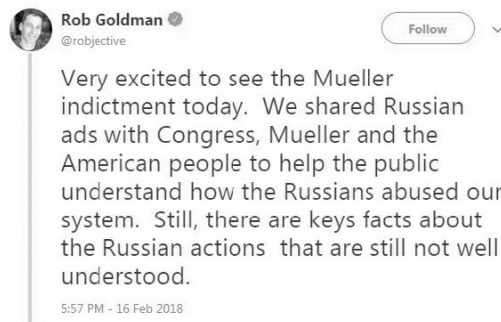 Rob Goldman
@robjective
Follow
Very excited to see the Mueller
indictment today. We shared Russian
ads with Congress, Mueller and the
American people to help the public
understand how the Russians abused our
system. Still, there are keys facts about
the Russian actions that are still not well
understood.
5:57 PM - 16 Feb 2018